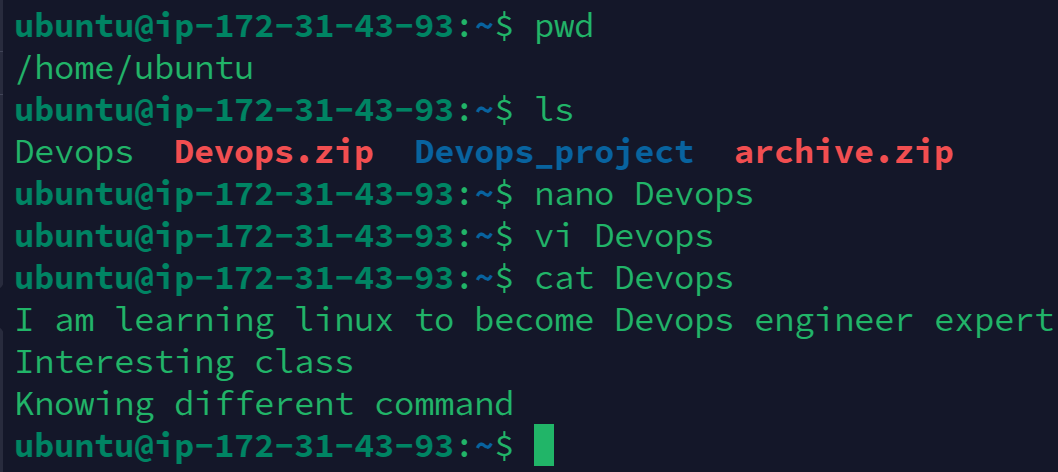 ubuntu@ip-172-31-43-93:~$ pwd
/home/ubuntu
ubuntu@ip-172-31-43-93:~$ ls
Devops  Devops.zip  Devops_project  archive.zip
ubuntu@ip-172-31-43-93:~$ nano Devops
ubuntu@ip-172-31-43-93:~$ vi Devops
ubuntu@ip-172-31-43-93:~$ cat Devops
I am learning linux to become Devops engineer expert
Interesting class
Knowing different command
ubuntu@ip-172-31-43-93:~$